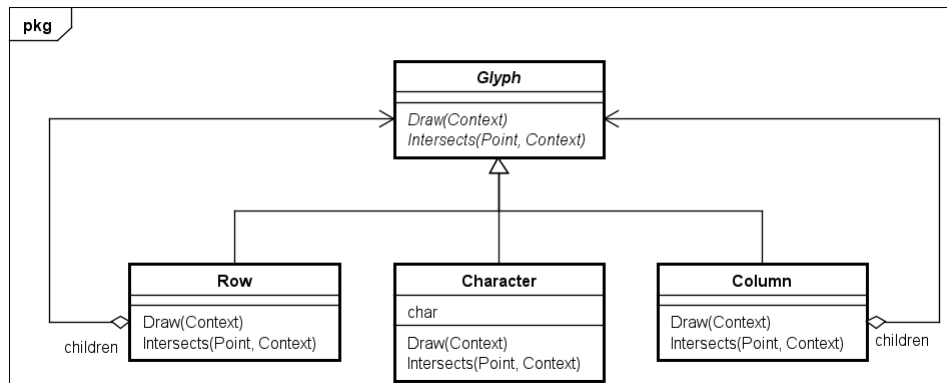 pkg
Glyph
Draw(Context)
Intersects(Point, Context)
Row
Draw(Context)
Intersects(Point, Context)
children
Character
char
Draw(Context)
Intersects(Point, Context)
Column
Draw(Context)
Intersects(Point, Context)
children